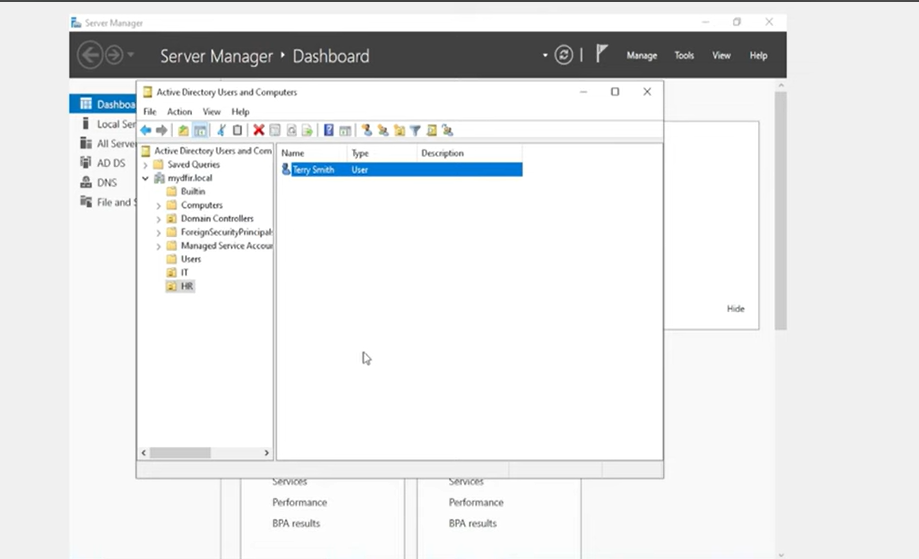 Server Manager
Server Manager ‣ Dashboard
Manage Tools View Help
Active Directory Users and Computers
File Action View Help
Dashboa
Local Ser
All Serve
AD DS
DNS
File and S
Active Directory Users and Com
Saved Queries
mydfir.local
Builtin
Computers
Domain Controllers
ForeignSecurityPrincipals
Managed Service Accour
Users
IT
HR
Name Type Description
Terry Smith User
Hide
Services Services
Performance Performance
BPA results BPA results